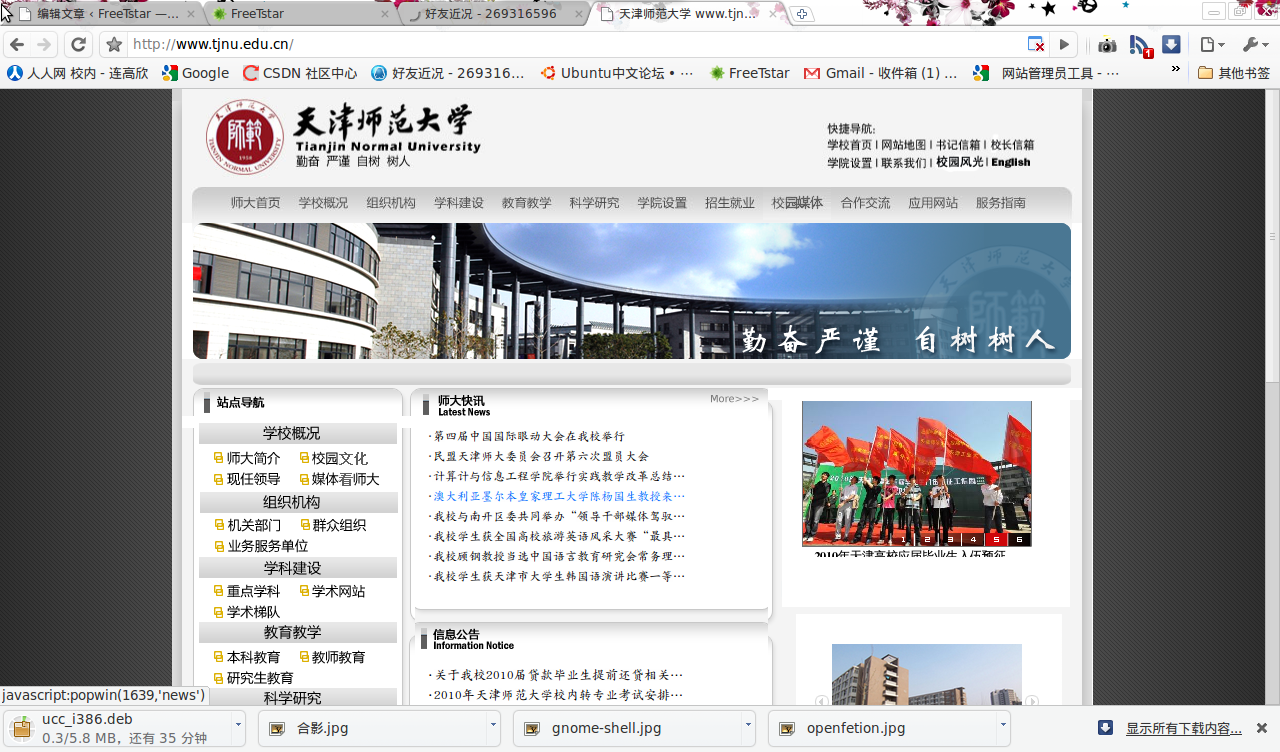 编辑文章 ‹ FreeTstar —...
FreeTstar
好友近况 - 269316596
天津师范大学 www.tjn...
http://www.tjnu.edu.cn/
1
人人网 校内 - 连高欣
Google
CSDN 社区中心
好友近况 - 26931 6...
Ubuntu中文论坛 • ...
FreeTstar
Gmail - 收件箱 (1) ...
网站管理员工具 - ...
其他书签
師範
1958
天津师范大学
Tianjin Normal University
勤奋 严谨 自树 树人
快捷导航:
学校首页 | 网站地图 | 书记信箱 | 校长信箱
学院设置 | 联系我们 | 校园风光 | English
师大首页 学校概况 组织机构 学科建设 教育教学 科学研究 学院设置 招生就业 校园媒体 合作交流 应用网站 服务指南
天津师范大学
師範
勤奋严谨 自树树人
站点导航
学校概况
师大简介 校园文化
现任领导 媒体看师大
组织机构
机关部门 群众组织
业务服务单位
学科建设
重点学科 学术网站
学术梯队
教育教学
本科教育 教师教育
研究生教育
科学研究
师大快讯
Latest News
More>>>
·第四届中国国际眼动大会在我校举行
·民盟天津师大委员会召开第六次盟员大会
·计算计与信息工程学院举行实践教学改革总结…
·澳大利亚墨尔本皇家理工大学陈杨国生教授来…
·我校与南开区委共同举办“领导干部媒体驾驭…
·我校学生获全国高校旅游英语风采大赛“最具…
·我校顾钢教授当选中国语言教育研究会常务理…
·我校学生获天津市大学生韩国语演讲比赛一等…
信息公告
Information Notice
·关于我校2010届贷款毕业生提前还贷相关…
·2010年天津师范大学校内转专业考试安排…
1 2 3 4 5 6
2010年天津高校应届毕业生入伍预征
javascript:popwin(1639,'news')
ucc_i386.deb
0.3/5.8 MB，还有 35 分钟
合影.jpg
gnome-shell.jpg
openfetion.jpg
显示所有下载内容...